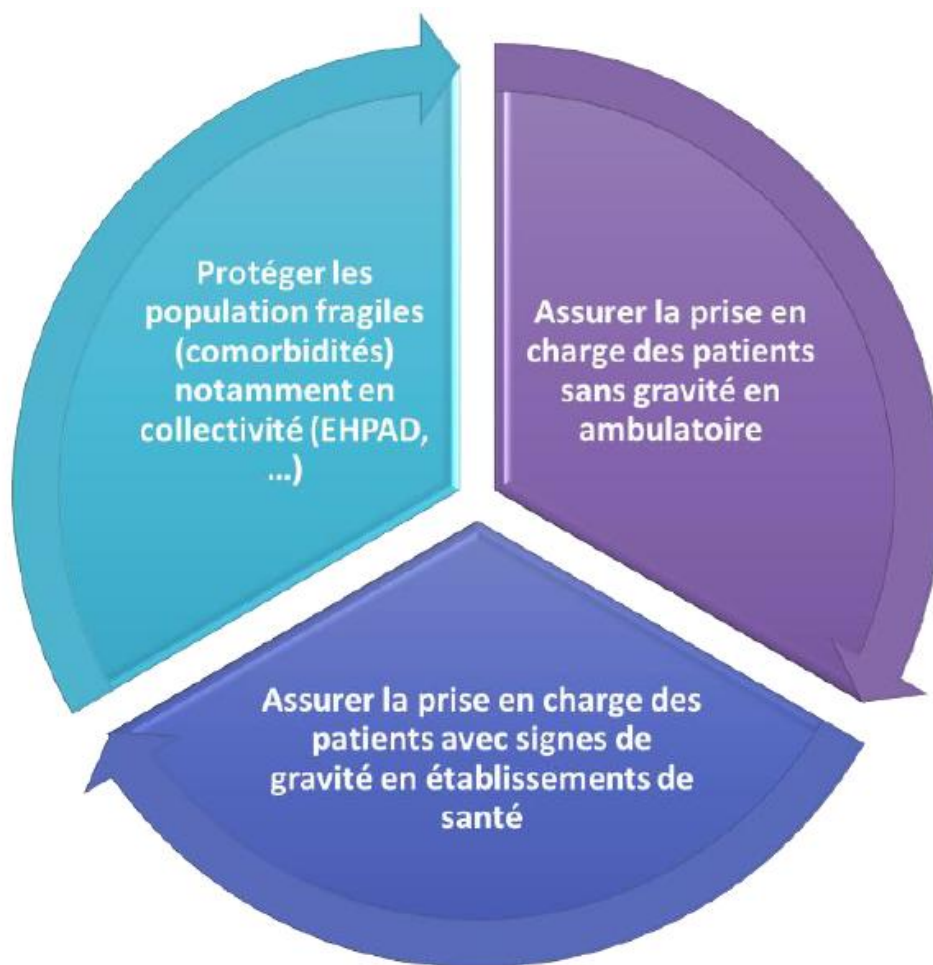 Protéger les
population fragiles
(comorbidités)
notamment en
collectivité (EHPAD,
...)
Assurer la prise en
charge des patients
sans gravité en
ambulatoire
Assurer la prise en charge des
patients avec signes de
gravité en établissements de
santé